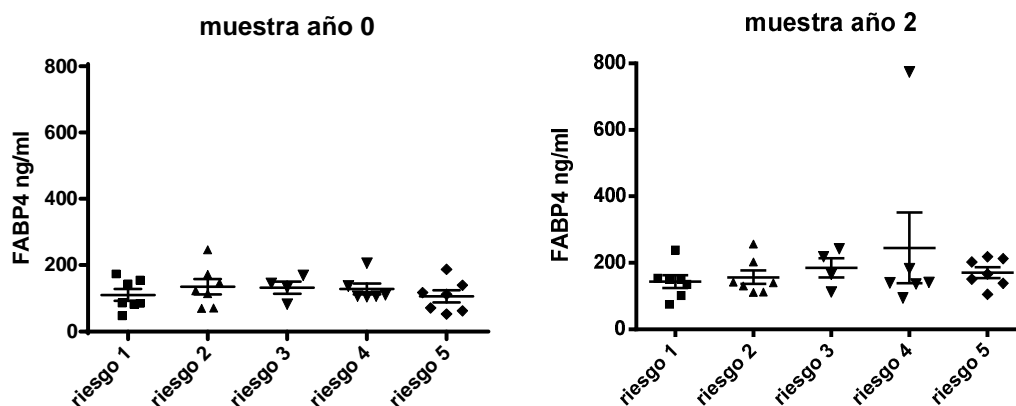 muestra año 0
FABP4 ng/ml
800
600
400
200
0
riesgo 1
riesgo 2
riesgo 3
riesgo 4
riesgo 5
muestra año 2
FABP4 ng/ml
800
600
400
200
0
riesgo 1
riesgo 2
riesgo 3
riesgo 4
riesgo 5